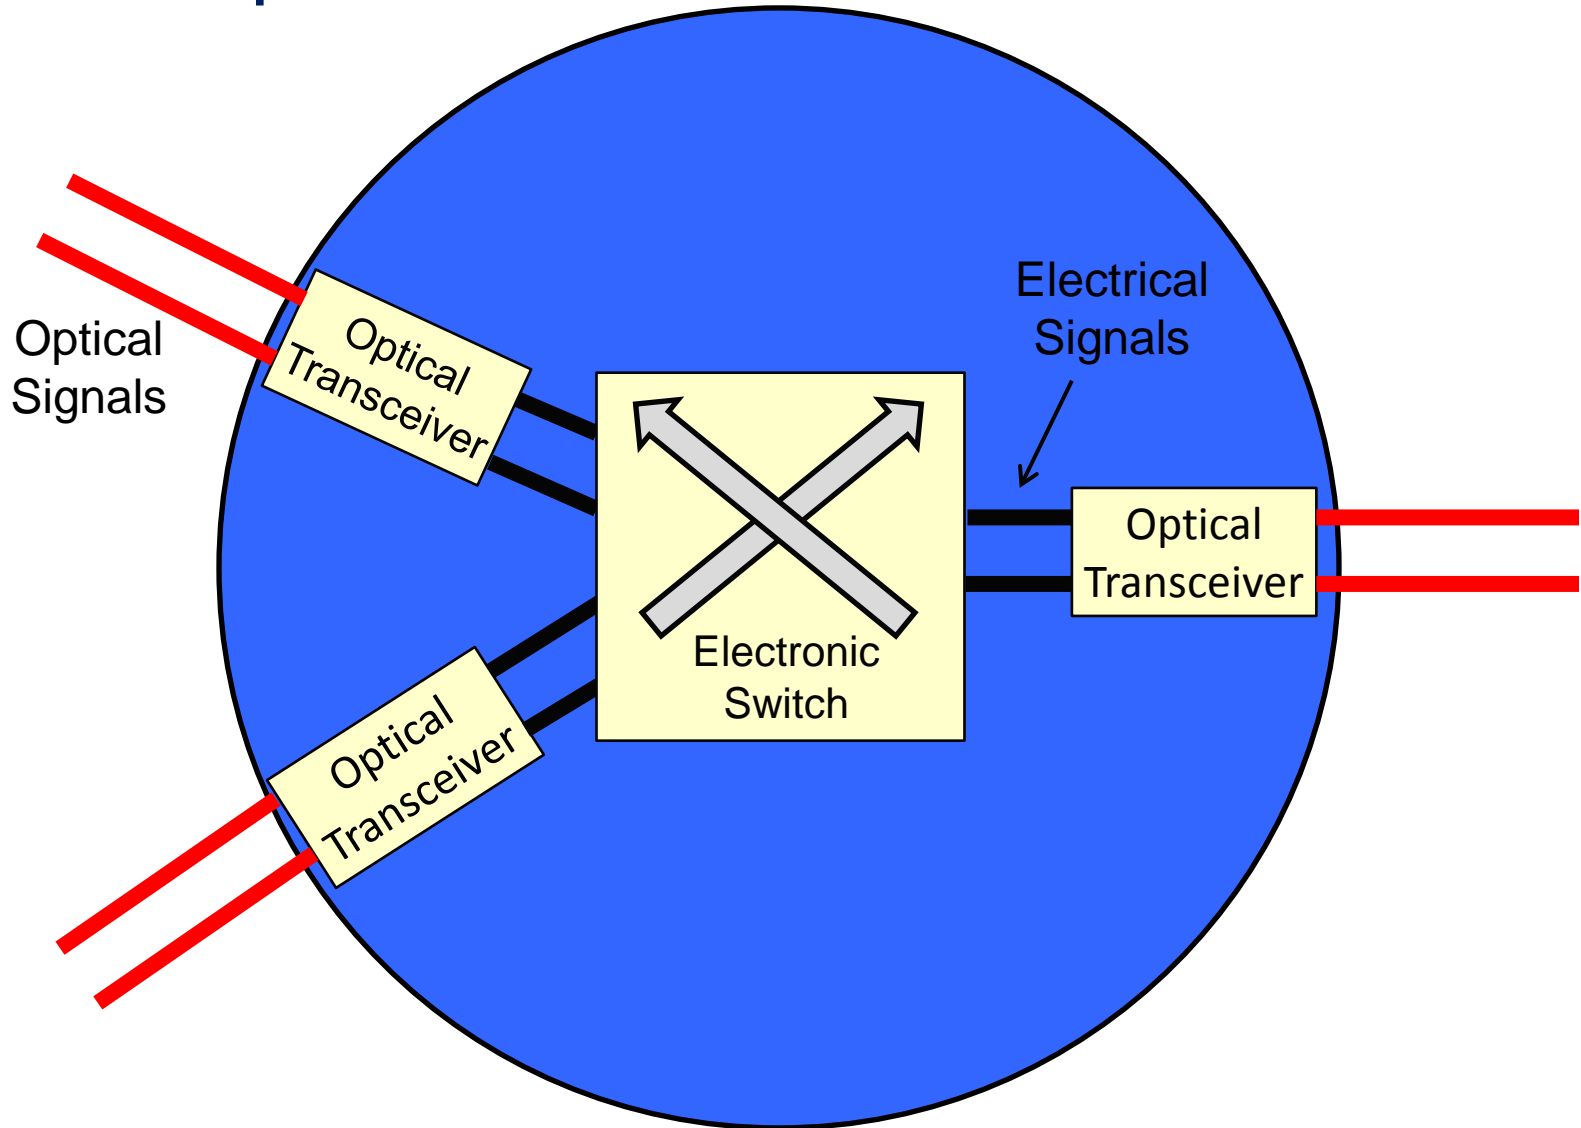 Optical
Signals
Optical
Transceiver
Electrical
Signals
Optical
Transceiver
Electronic
Switch
Optical
Transceiver